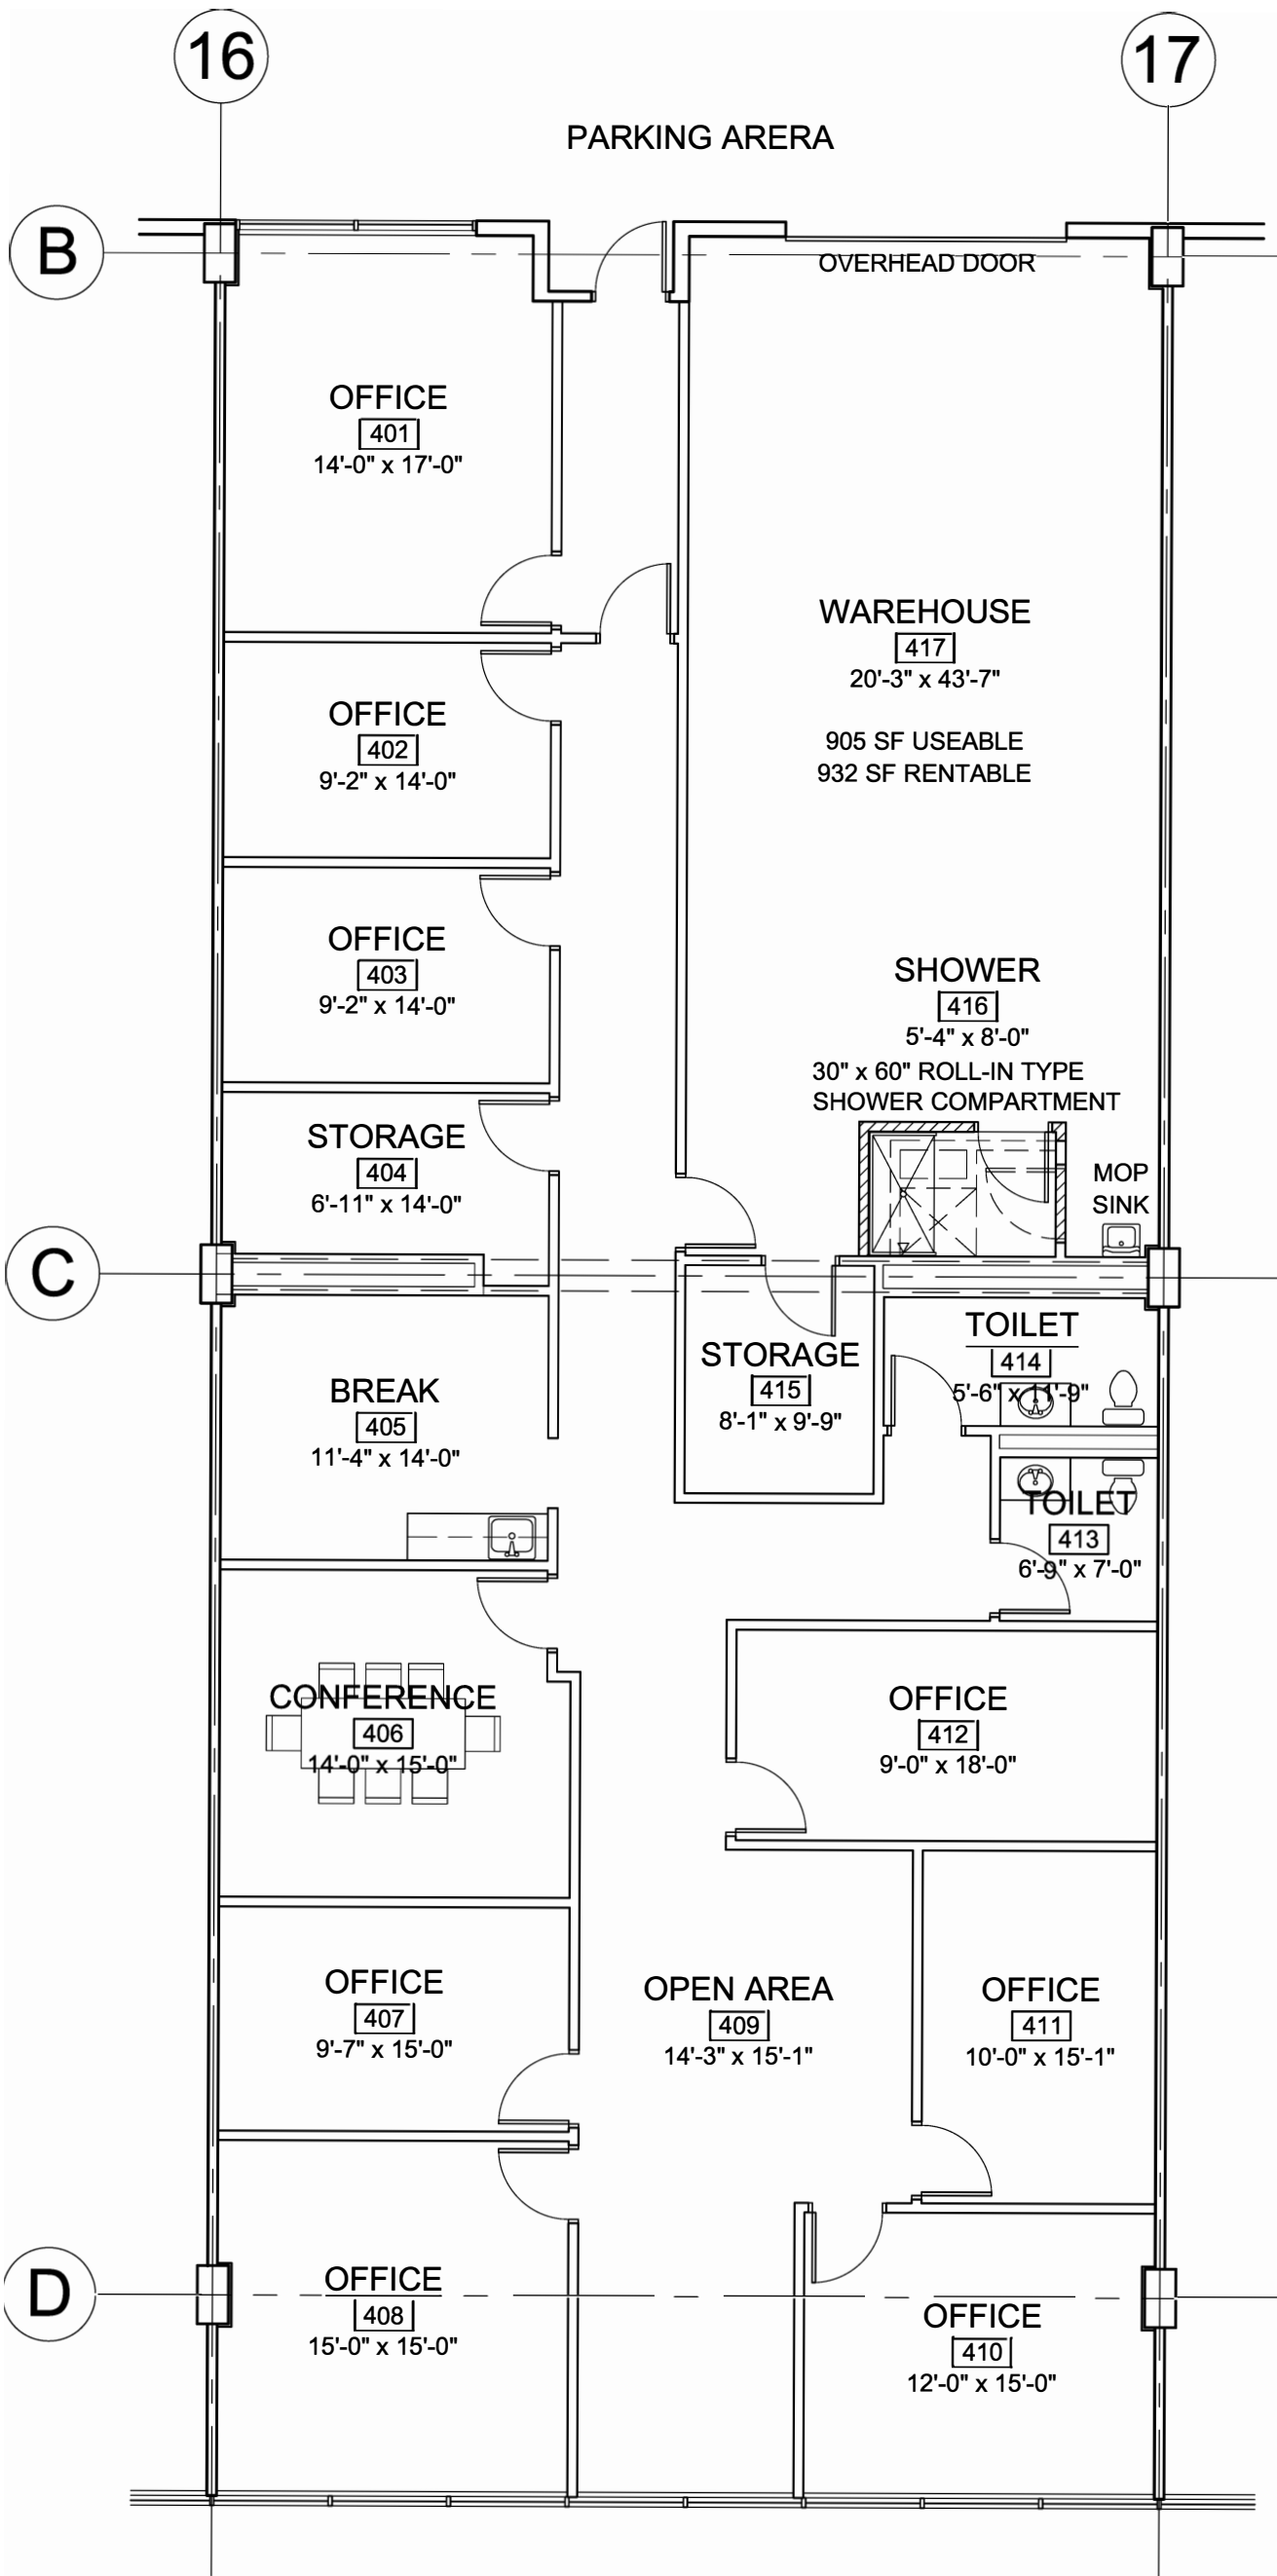 16
17
PARKING ARERA
B
OVERHEAD DOOR
OFFICE
401
14'-0" x 17'-0"
WAREHOUSE
417
20'-3" x 43'-7"
905 SF USEABLE
932 SF RENTABLE
OFFICE
402
9'-2" x 14'-0"
OFFICE
403
9'-2" x 14'-0"
SHOWER
416
5'-4" x 8'-0"
30" x 60" ROLL-IN TYPE
SHOWER COMPARTMENT
STORAGE
404
6'-11" x 14'-0"
MOP
SINK
C
TOILET
414
5'-6" x 11'-9"
STORAGE
415
8'-1" x 9'-9"
BREAK
405
11'-4" x 14'-0"
TOILET
413
6'-9" x 7'-0"
CONFERENCE
406
14'-0" x 15'-0"
OFFICE
412
9'-0" x 18'-0"
OFFICE
407
9'-7" x 15'-0"
OPEN AREA
409
14'-3" x 15'-1"
OFFICE
411
10'-0" x 15'-1"
D
OFFICE
408
15'-0" x 15'-0"
OFFICE
410
12'-0" x 15'-0"